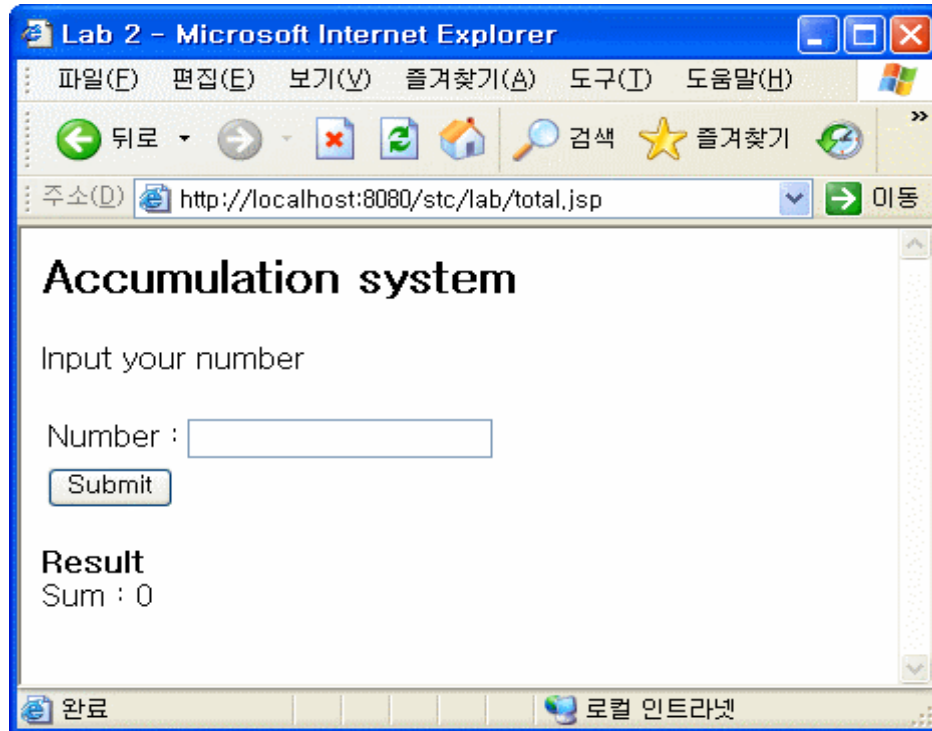 Lab 2 - Microsoft Internet Explorer
파일(F) 편집(E) 보기(V) 즐겨찾기(A) 도구(T) 도움말(H)
뒤로 검색 즐겨찾기 »
주소(D) http://localhost:8080/stc/lab/total.jsp 이동
Accumulation system
Input your number
Number :
Submit
Result
Sum : 0
완료 로컬 인트라넷